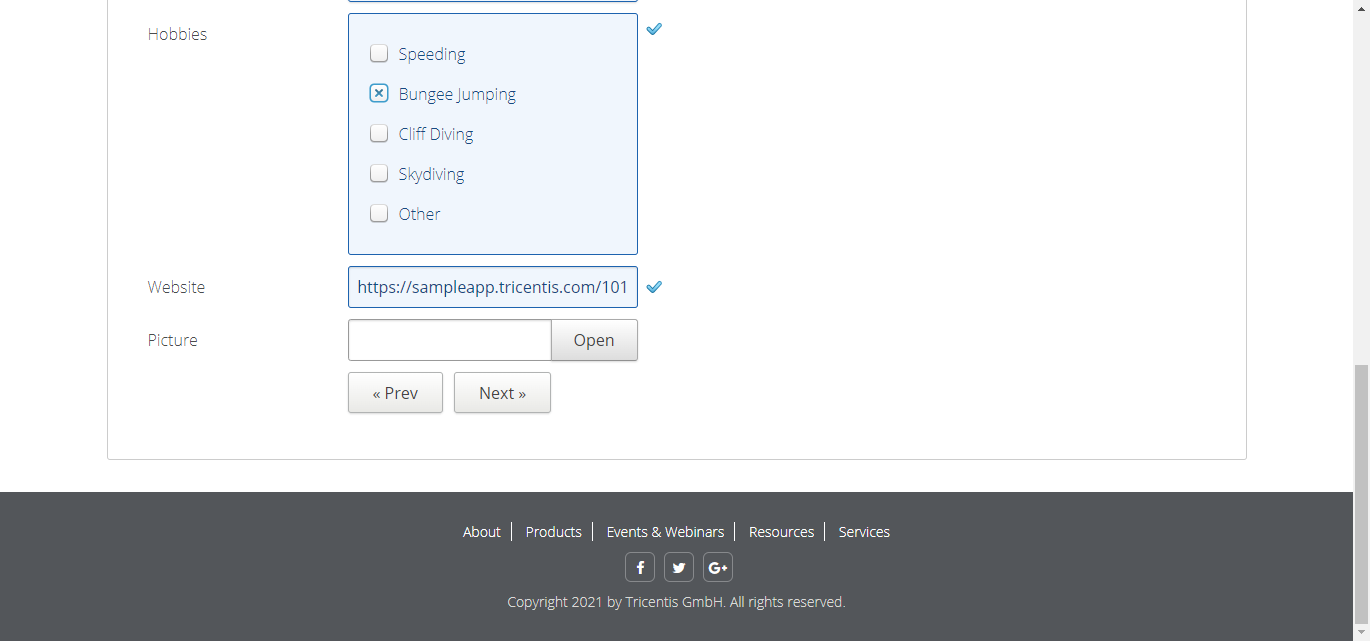 Hobbies
Speeding
Bungee Jumping
Cliff Diving
Skydiving
Other
Website https://sampleapp.tricentis.com/101
Picture Open
« Prev Next »
About Products Events & Webinars Resources Services
Copyright 2021 by Tricentis GmbH. All rights reserved.